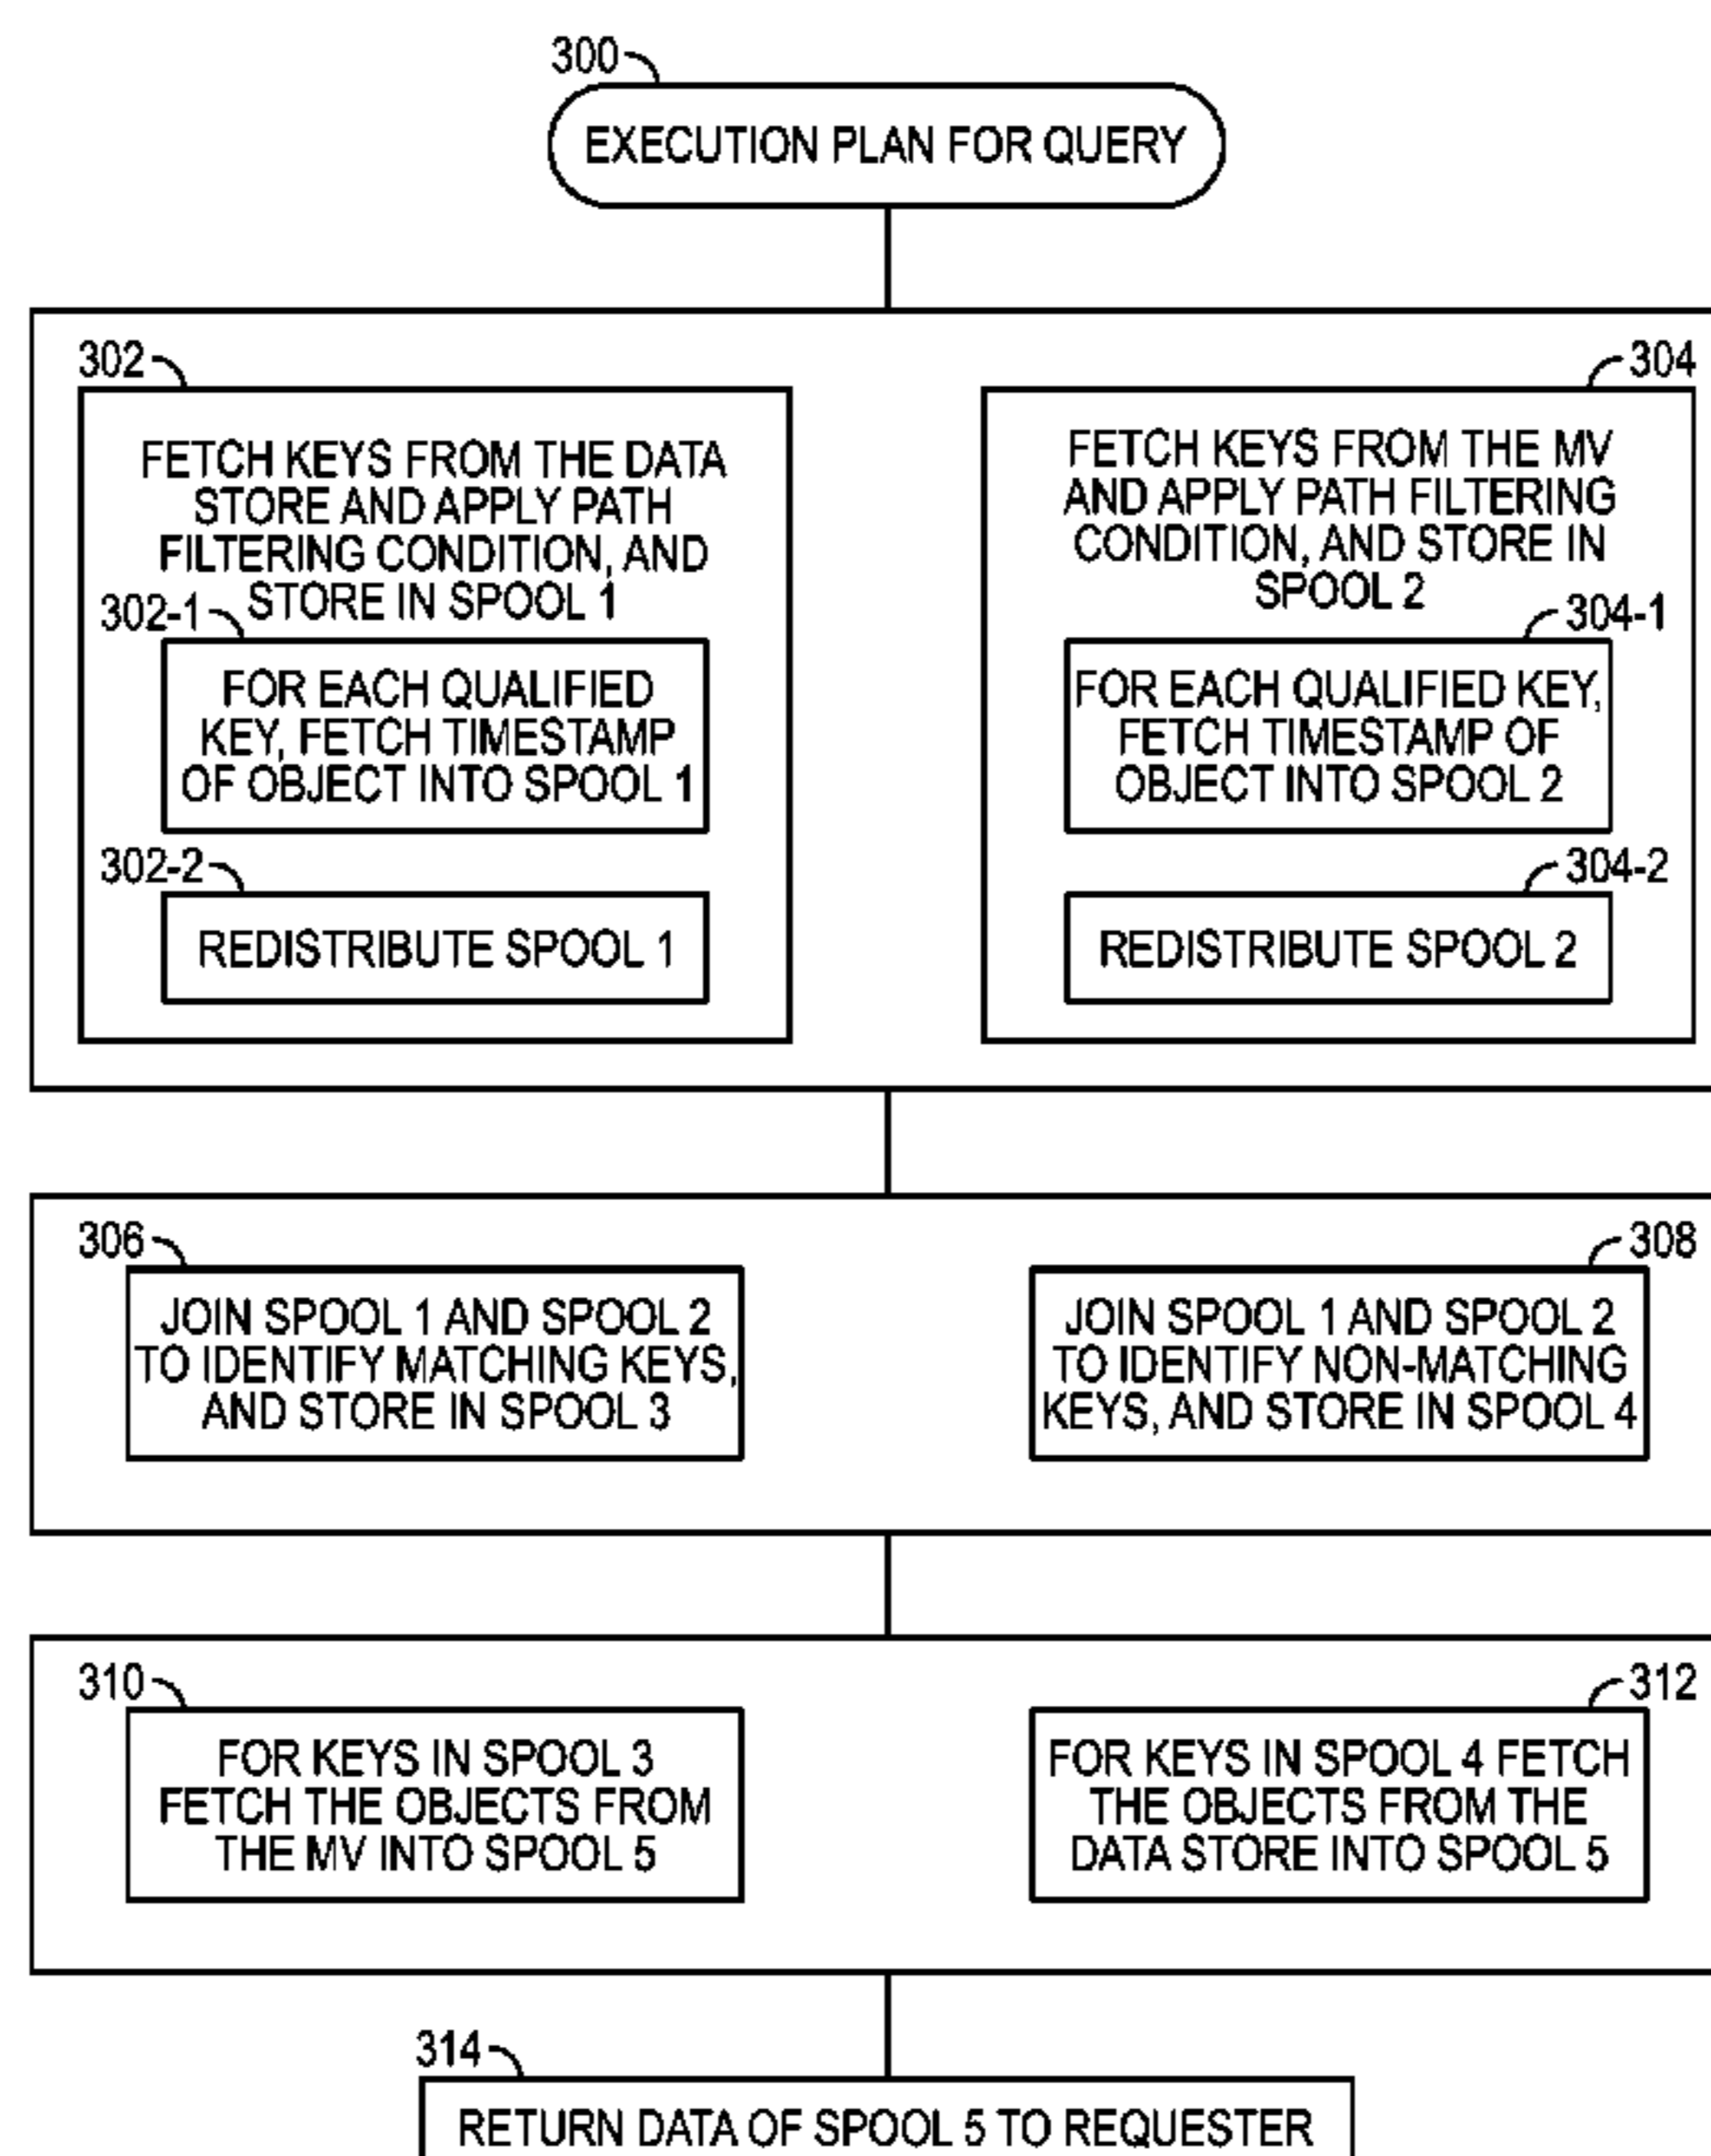 300
EXECUTION PLAN FOR QUERY
302
FETCH KEYS FROM THE DATA
STORE AND APPLY PATH
FILTERING CONDITION, AND
STORE IN SPOOL 1
302-1
FOR EACH QUALIFIED
KEY, FETCH TIMESTAMP
OF OBJECT INTO SPOOL 1
302-2
REDISTRIBUTE SPOOL 1
304
FETCH KEYS FROM THE MV
AND APPLY PATH FILTERING
CONDITION, AND STORE IN
SPOOL 2
304-1
FOR EACH QUALIFIED KEY,
FETCH TIMESTAMP OF
OBJECT INTO SPOOL 2
304-2
REDISTRIBUTE SPOOL 2
306
JOIN SPOOL 1 AND SPOOL 2
TO IDENTIFY MATCHING KEYS,
AND STORE IN SPOOL 3
308
JOIN SPOOL 1 AND SPOOL 2
TO IDENTIFY NON-MATCHING
KEYS, AND STORE IN SPOOL 4
310
FOR KEYS IN SPOOL 3
FETCH THE OBJECTS FROM
THE MV INTO SPOOL 5
312
FOR KEYS IN SPOOL 4 FETCH
THE OBJECTS FROM THE
DATA STORE INTO SPOOL 5
314
RETURN DATA OF SPOOL 5 TO REQUESTER